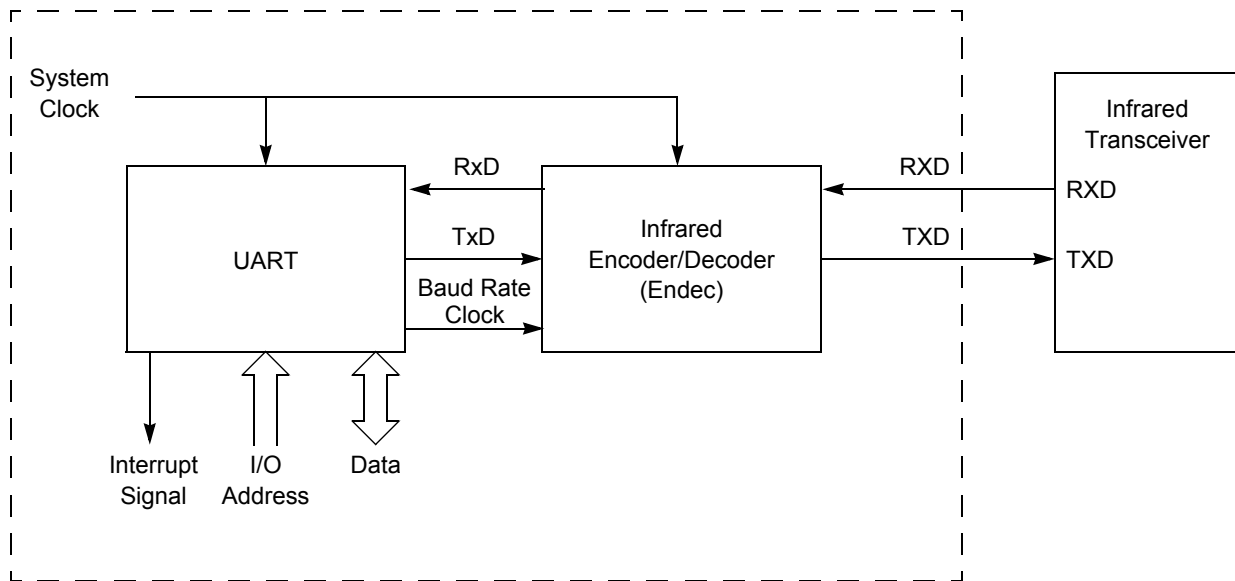 System
Clock
Infrared
Transceiver
RxD
RXD
RXD
UART
TxD
Infrared
Encoder/Decoder
(Endec)
TXD
TXD
Baud Rate
Clock
Interrupt
Signal
I/O
Address
Data